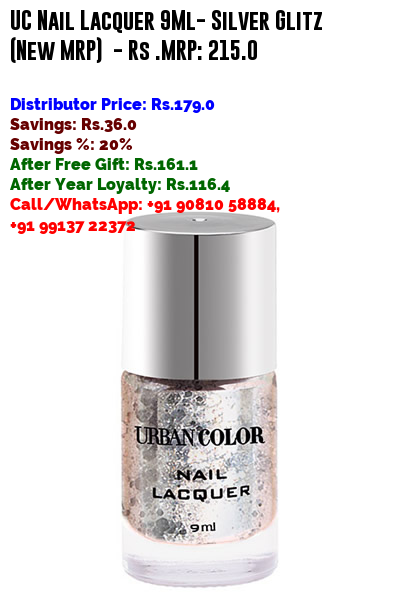 UC Nail Lacquer 9Ml- Silver Glitz
(New MRP) - Rs .MRP: 215.0
Distributor Price: Rs.179.0
Savings: Rs.36.0
Savings %: 20%
After Free Gift: Rs.161.1
After Year Loyalty: Rs.116.4
Call/WhatsApp: +91 90810 58884,
+91 99137 22372
URBAN COLOR
NAIL
LACQUER
9ml